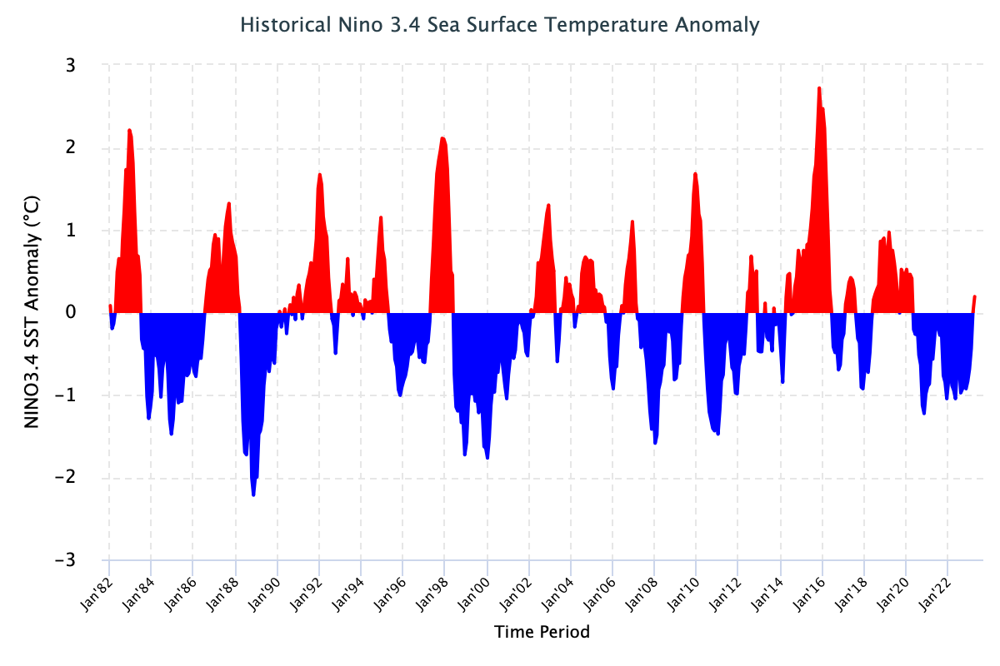 Historical Nino 3.4 Sea Surface Temperature Anomaly
NINO3.4 SST Anomaly (°C)
3
2
1
0
−1
−2
−3
Jan'82
Jan'84
Jan'86
Jan'88
Jan'90
Jan'92
Jan'94
Jan'96
Jan'98
Jan'00
Jan'02
Jan'04
Jan'06
Jan'08
Jan'10
Jan'12
Jan'14
Jan'16
Jan'18
Jan'20
Jan'22
Time Period